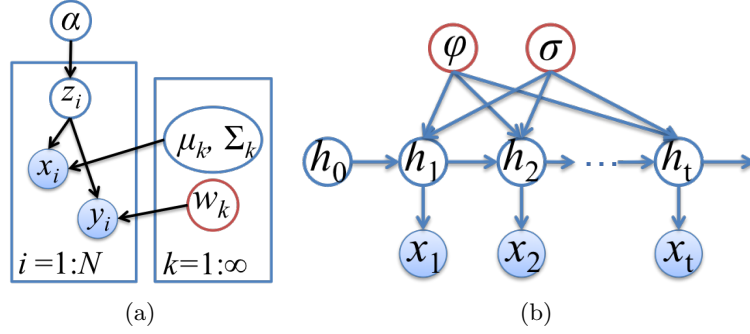 α
z_i
x_i
y_i
μ_k, Σ_k
w_k
i =1:N
k=1:∞
(a)
φ σ
h_0 h_1 h_2 ... h_t
x_1 x_2 x_t
(b)